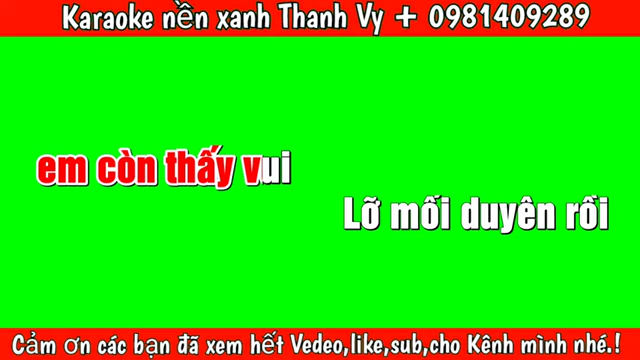 Karaoke nền xanh Thanh Vy + 0981409289
em còn thấy vui
Lỡ mối duyên rồi
Cảm ơn các bạn đã xem hết Vedeo,like,sub,cho Kênh mình nhé.!